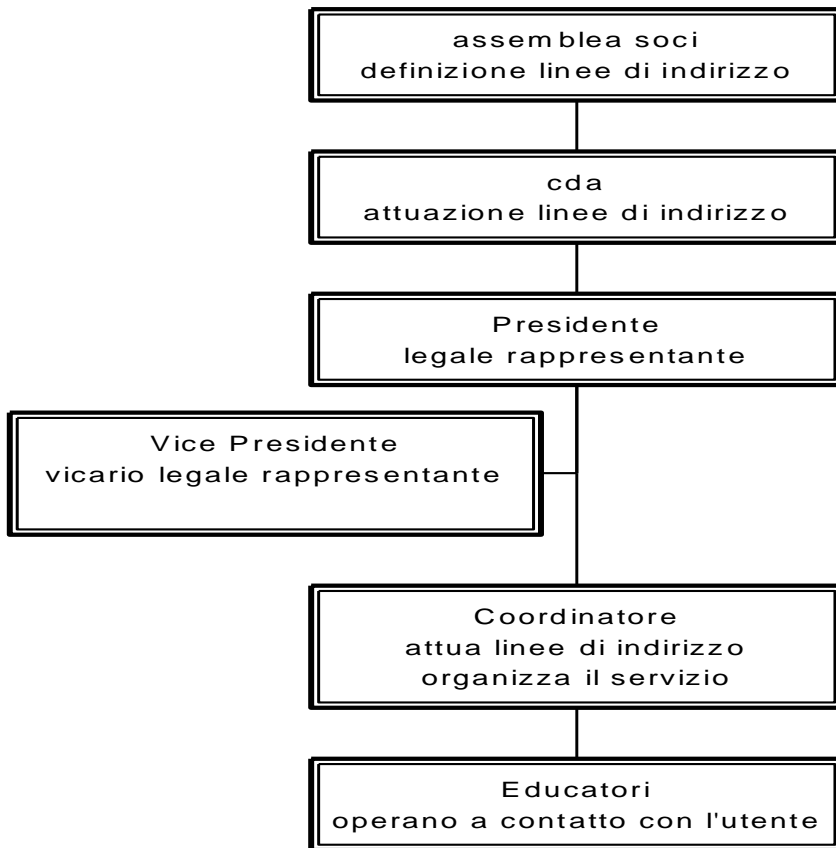 assemblea soci
definizione linee di indirizzo
cda
attuazione linee di indirizzo
Presidente
legale rappresentante
Vice Presidente
vicario legale rappresentante
Coordinatore
attua linee di indirizzo
organizza il servizio
Educatori
operano a contatto con l'utente